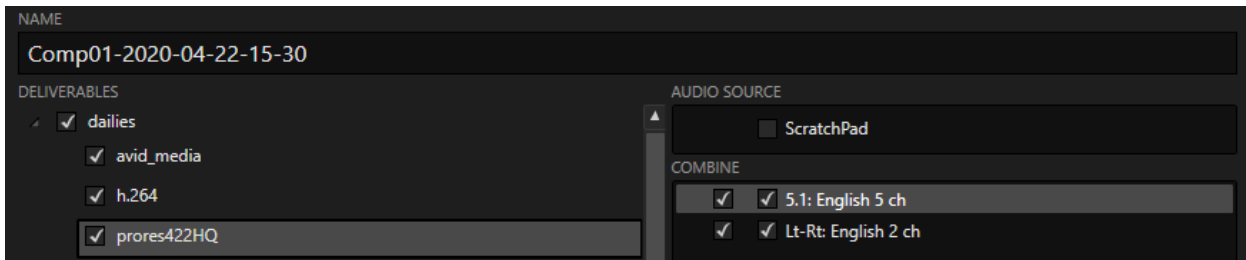 NAME
Comp01-2020-04-22-15-30
DELIVERABLES
dailies
avid_media
h.264
prores422HQ
AUDIO SOURCE
ScratchPad
COMBINE
5.1: English 5 ch
Lt-Rt: English 2 ch